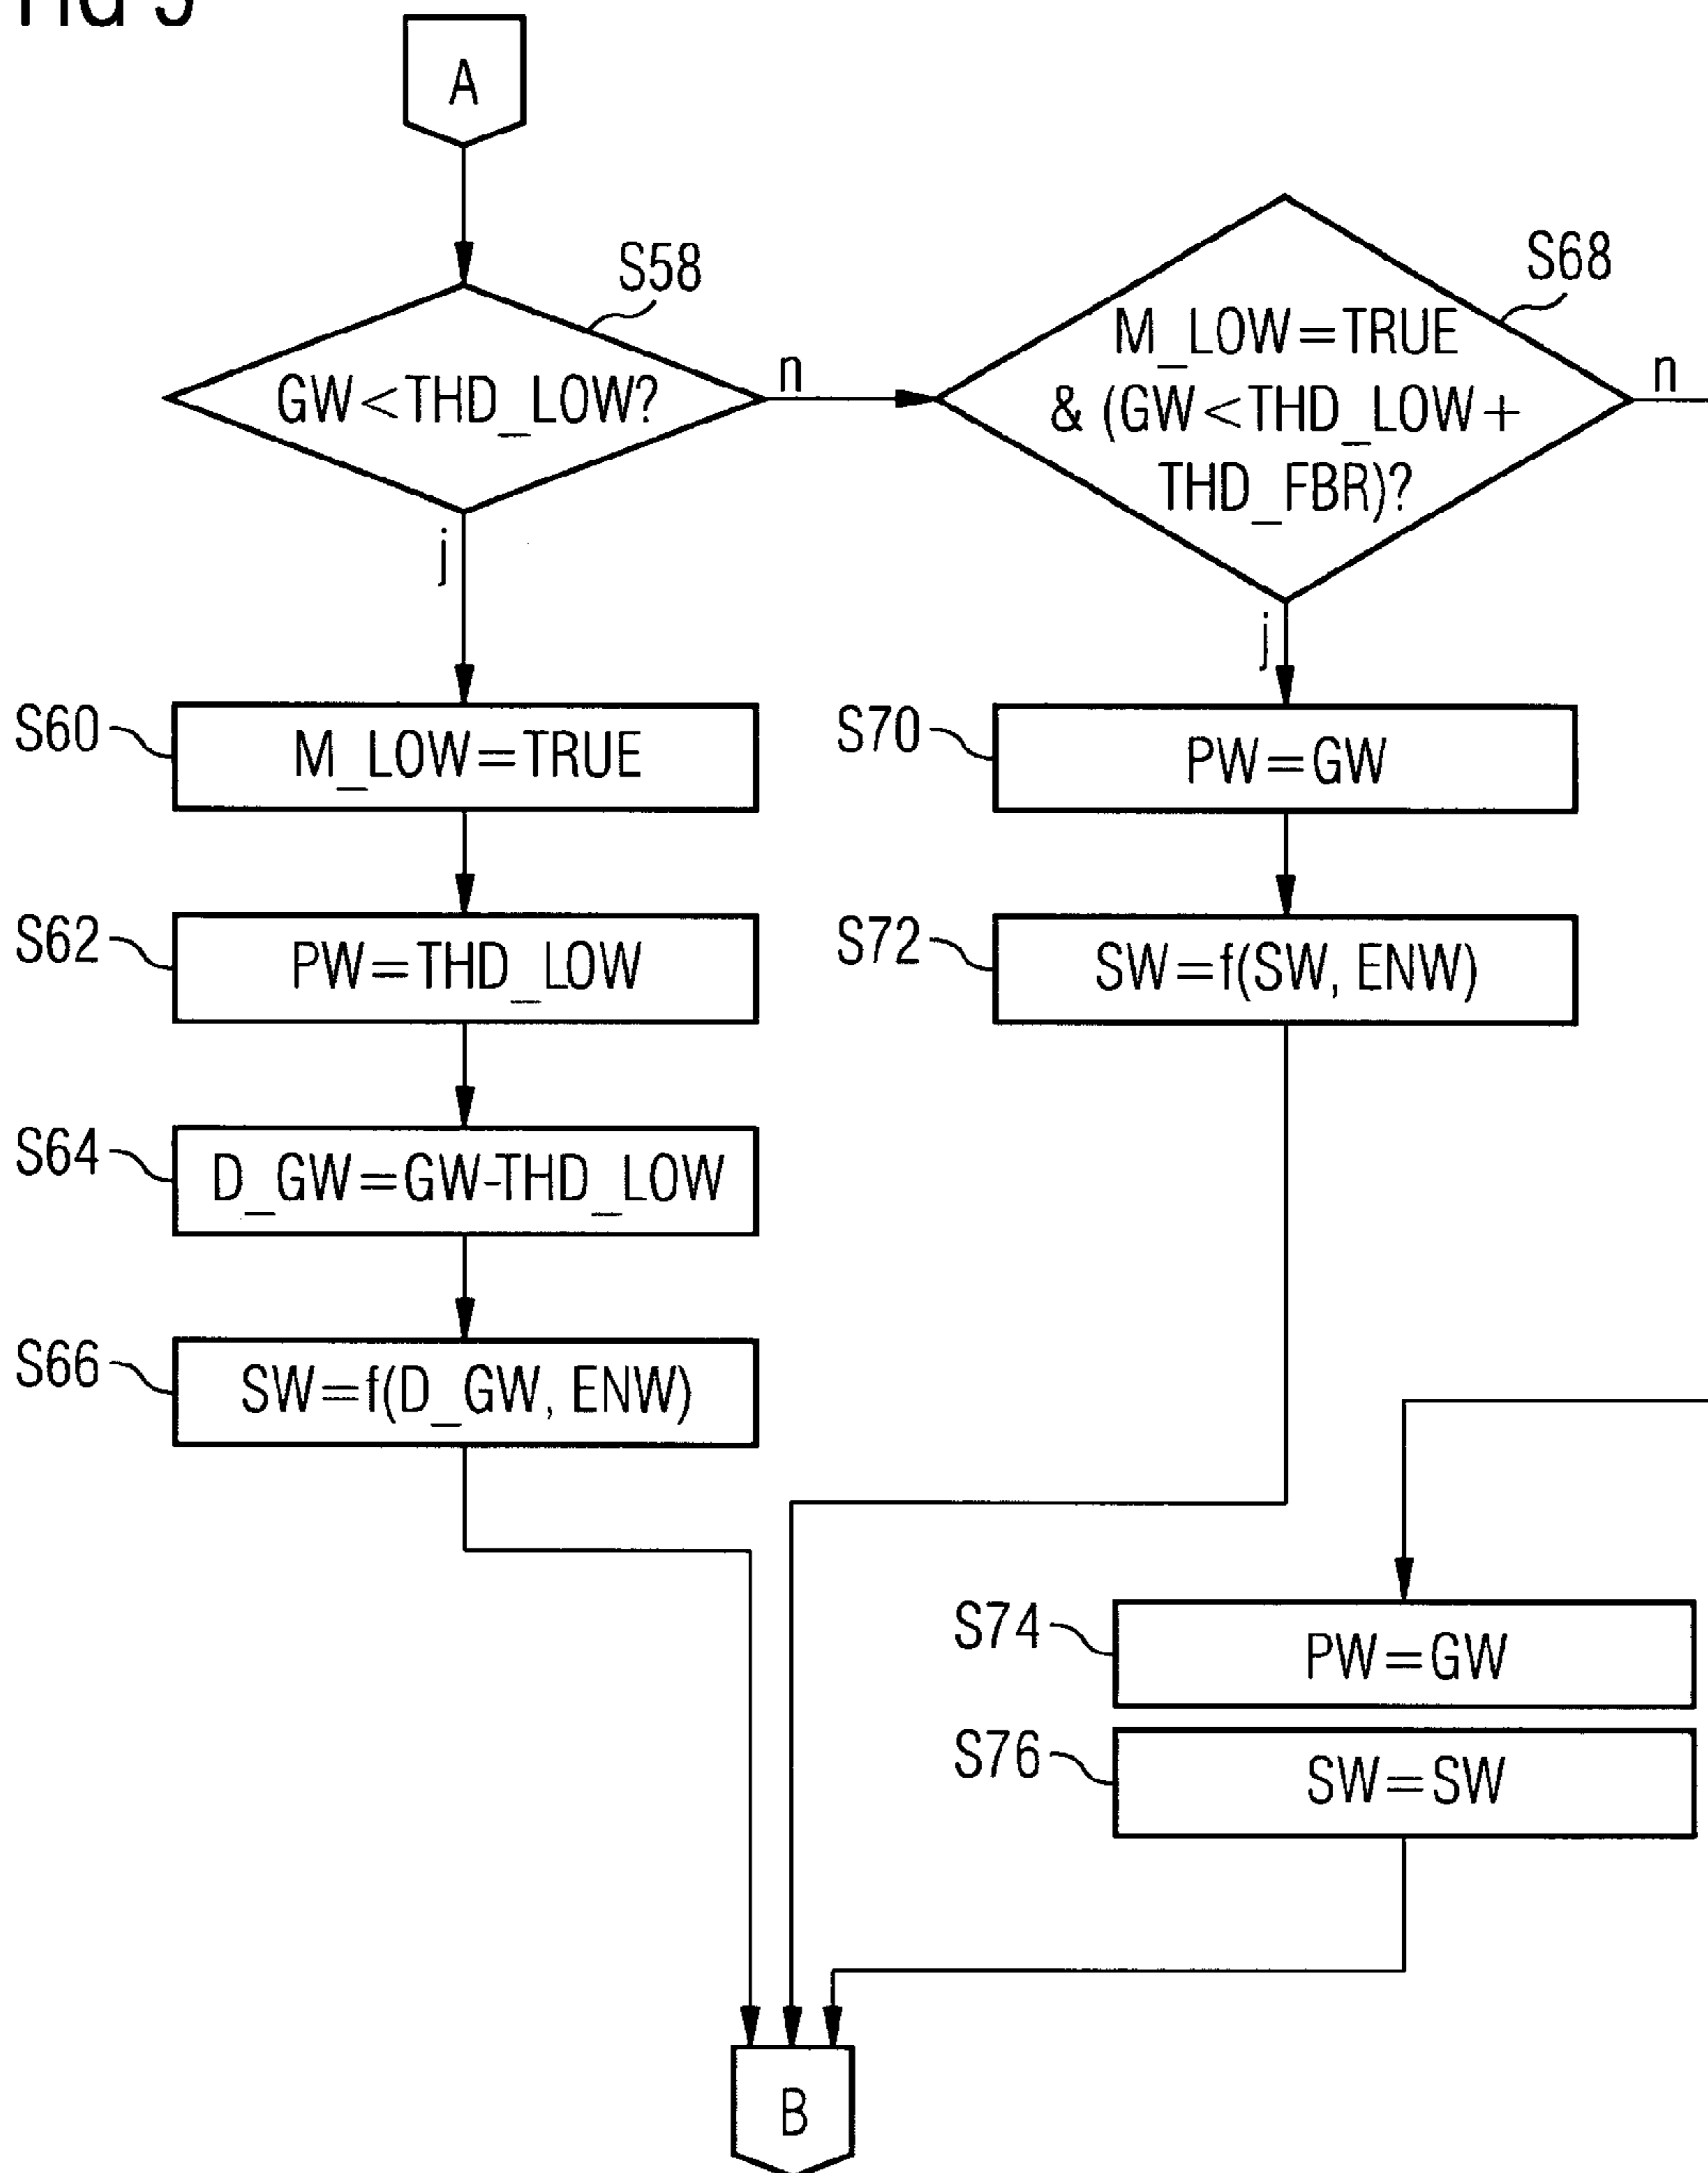 A
S58
GW<THD_LOW?
n
j
S68
M_LOW=TRUE
& (GW<THD_LOW+
THD_FBR)?
n
j
S60
M_LOW=TRUE
S62
PW=THD_LOW
S64
D_GW=GW-THD_LOW
S66
SW=f(D_GW, ENW)
S70
PW=GW
S72
SW=f(SW, ENW)
S74
PW=GW
S76
SW=SW
B